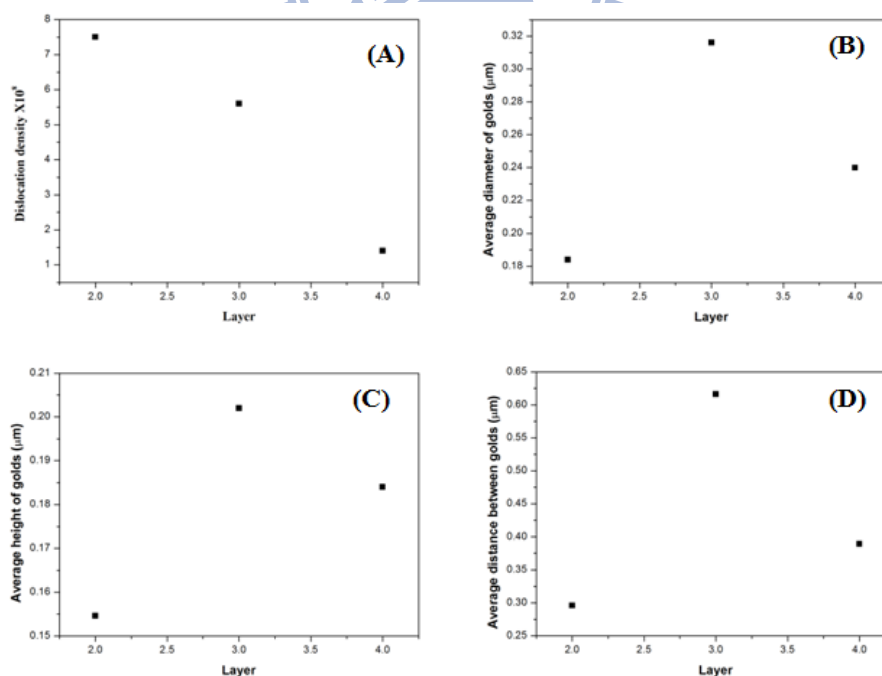 (A)
Dislocation density X10⁸
8
7
6
5
4
3
2
1
2.0 2.5 3.0 3.5 4.0
Layer
(B)
Average diameter of golds (μm)
0.32
0.30
0.28
0.26
0.24
0.22
0.20
0.18
2.0 2.5 3.0 3.5 4.0
Layer
(C)
Average height of golds (μm)
0.21
0.20
0.19
0.18
0.17
0.16
0.15
2.0 2.5 3.0 3.5 4.0
Layer
(D)
Average distance between golds (μm)
0.65
0.60
0.55
0.50
0.45
0.40
0.35
0.30
0.25
2.0 2.5 3.0 3.5 4.0
Layer